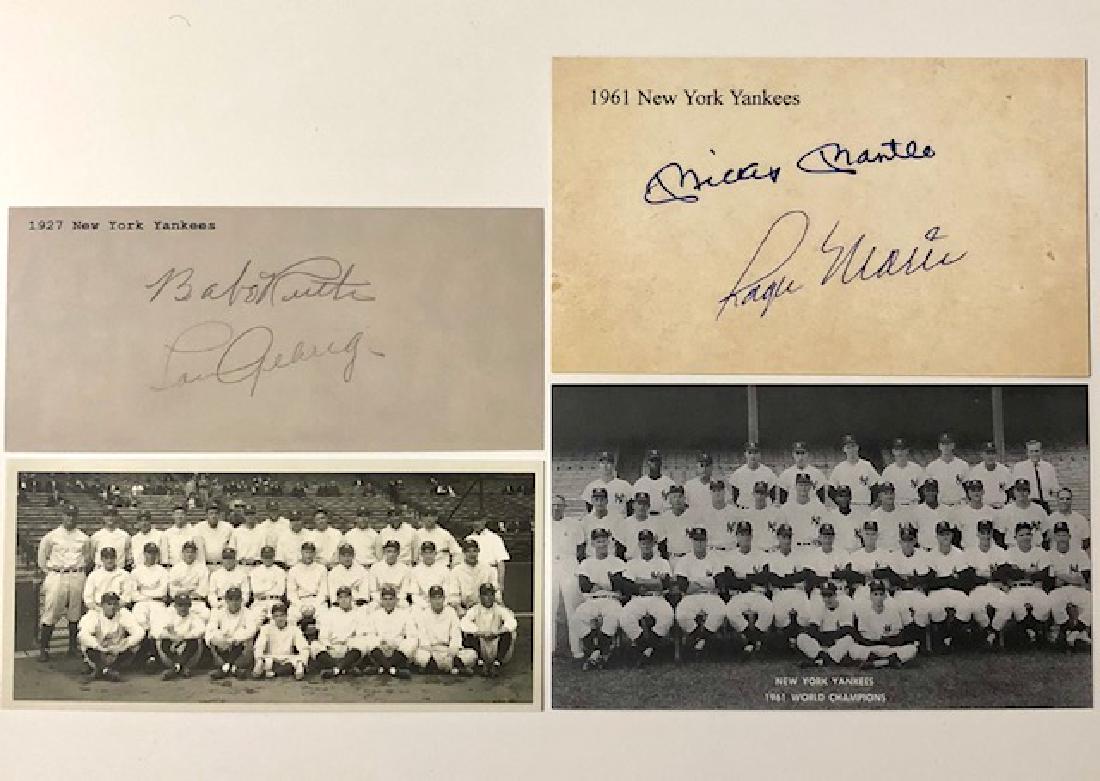 1927 New York Yankees
Babe Ruth
Lou Gehrig
1961 New York Yankees
Mickey Mantle
Roger Maris
NEW YORK YANKEES
1961 WORLD CHAMPIONS